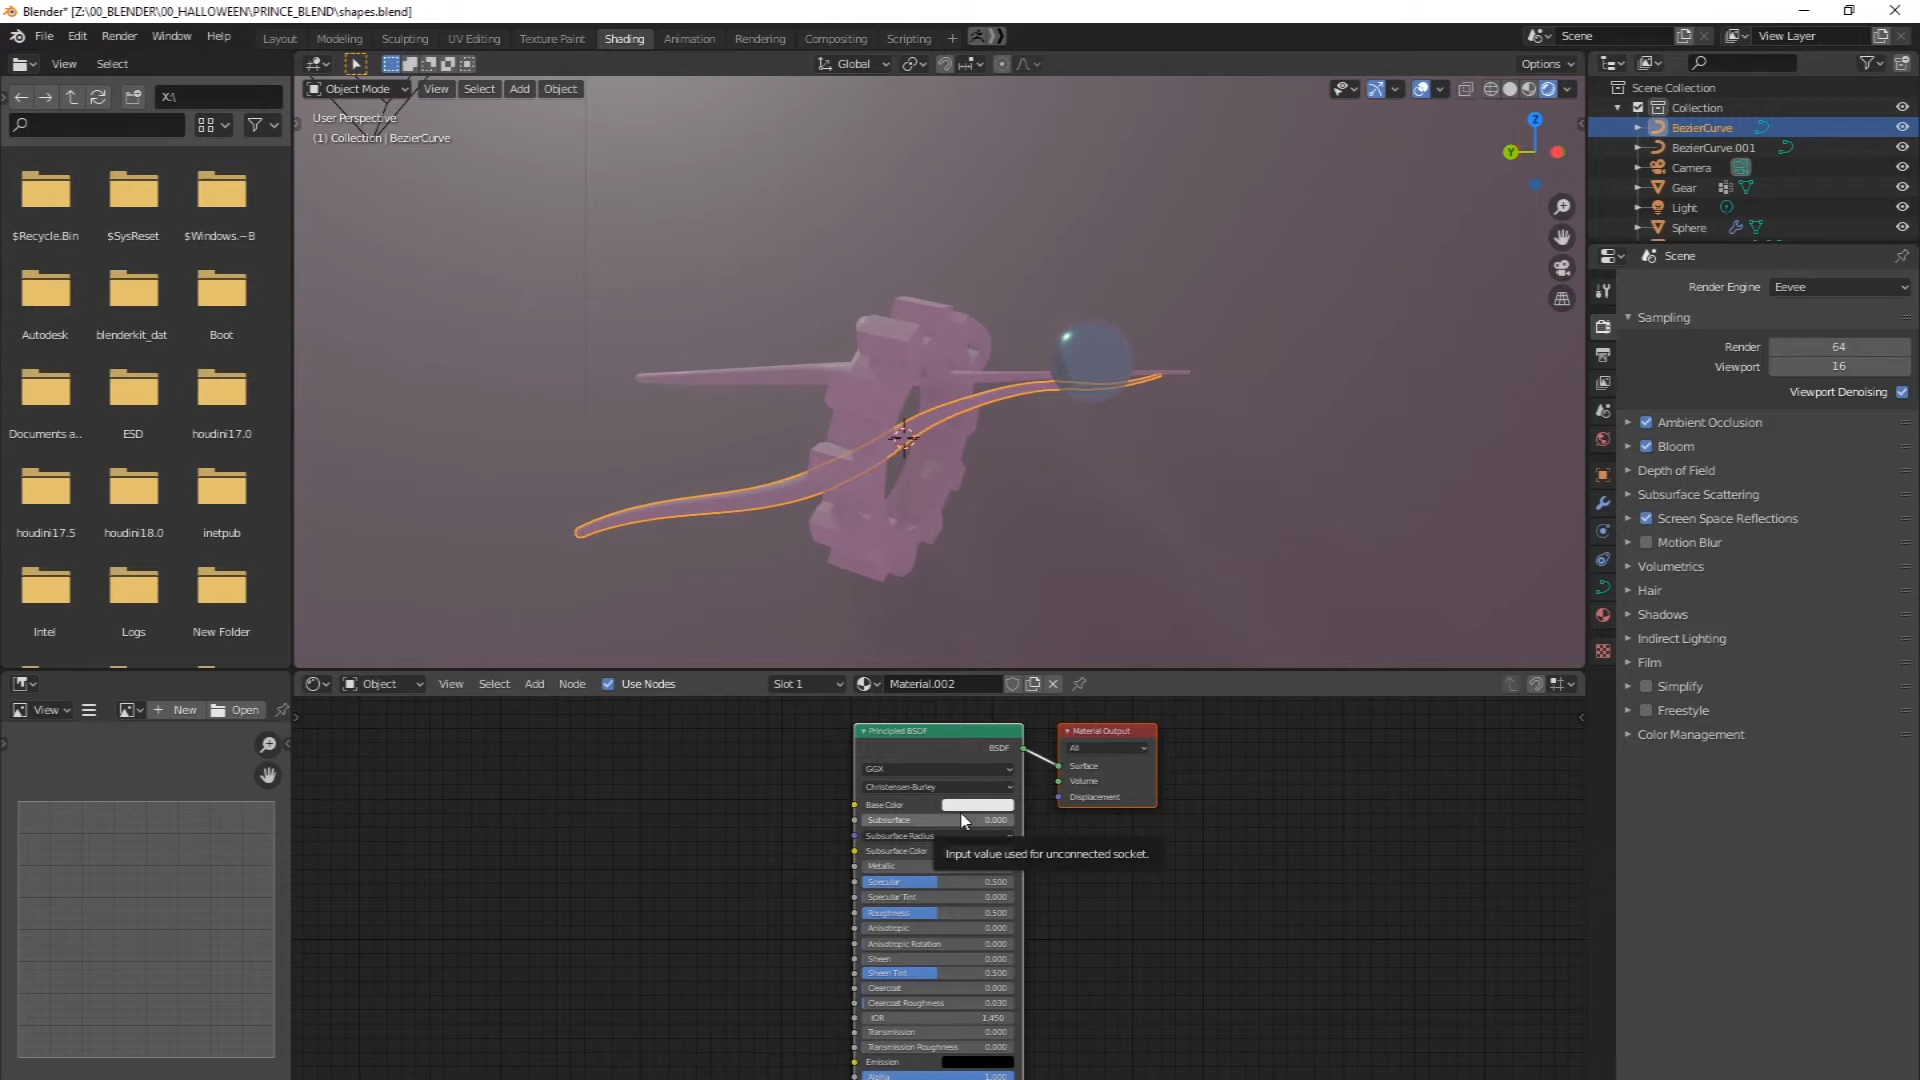 Blender* [Z:\00_BLENDER\00_HALLOWEEN\PRINCE_BLEND\shapes.blend]
File Edit Render Window Help
Layout Modeling Sculpting UV Editing Texture Paint Shading Animation Rendering Compositing Scripting +
Scene
View Layer
View Select
Global
Options
X:\
Object Mode View Select Add Object
User Perspective
(1) Collection | BezierCurve
Z
Y
Scene Collection
Collection
BezierCurve
BezierCurve.001
Camera
Gear
Light
Sphere
$Recycle.Bin $SysReset $Windows.~B
Autodesk blenderkit_dat Boot
Documents a.. ESD houdini17.0
houdini17.5 houdini18.0 inetpub
Intel Logs New Folder
Scene
Render Engine Eevee
Sampling
Render 64
Viewport 16
Viewport Denoising
Ambient Occlusion
Bloom
Depth of Field
Subsurface Scattering
Screen Space Reflections
Motion Blur
Volumetrics
Hair
Shadows
Indirect Lighting
Film
Simplify
Freestyle
Color Management
View + New Open
Object View Select Add Node Use Nodes Slot 1 Material.002
Principled BSDF
BSDF
GGX
Christensen-Burley
Base Color
Subsurface 0.000
Subsurface Radius
Subsurface Color
Metallic
Specular 0.500
Specular Tint 0.000
Roughness 0.500
Anisotropic 0.000
Anisotropic Rotation 0.000
Sheen 0.000
Sheen Tint 0.500
Clearcoat 0.000
Clearcoat Roughness 0.030
IOR 1.450
Transmission 0.000
Transmission Roughness 0.000
Emission
Alpha 1.000
Material Output
All
Surface
Volume
Displacement
Input value used for unconnected socket.